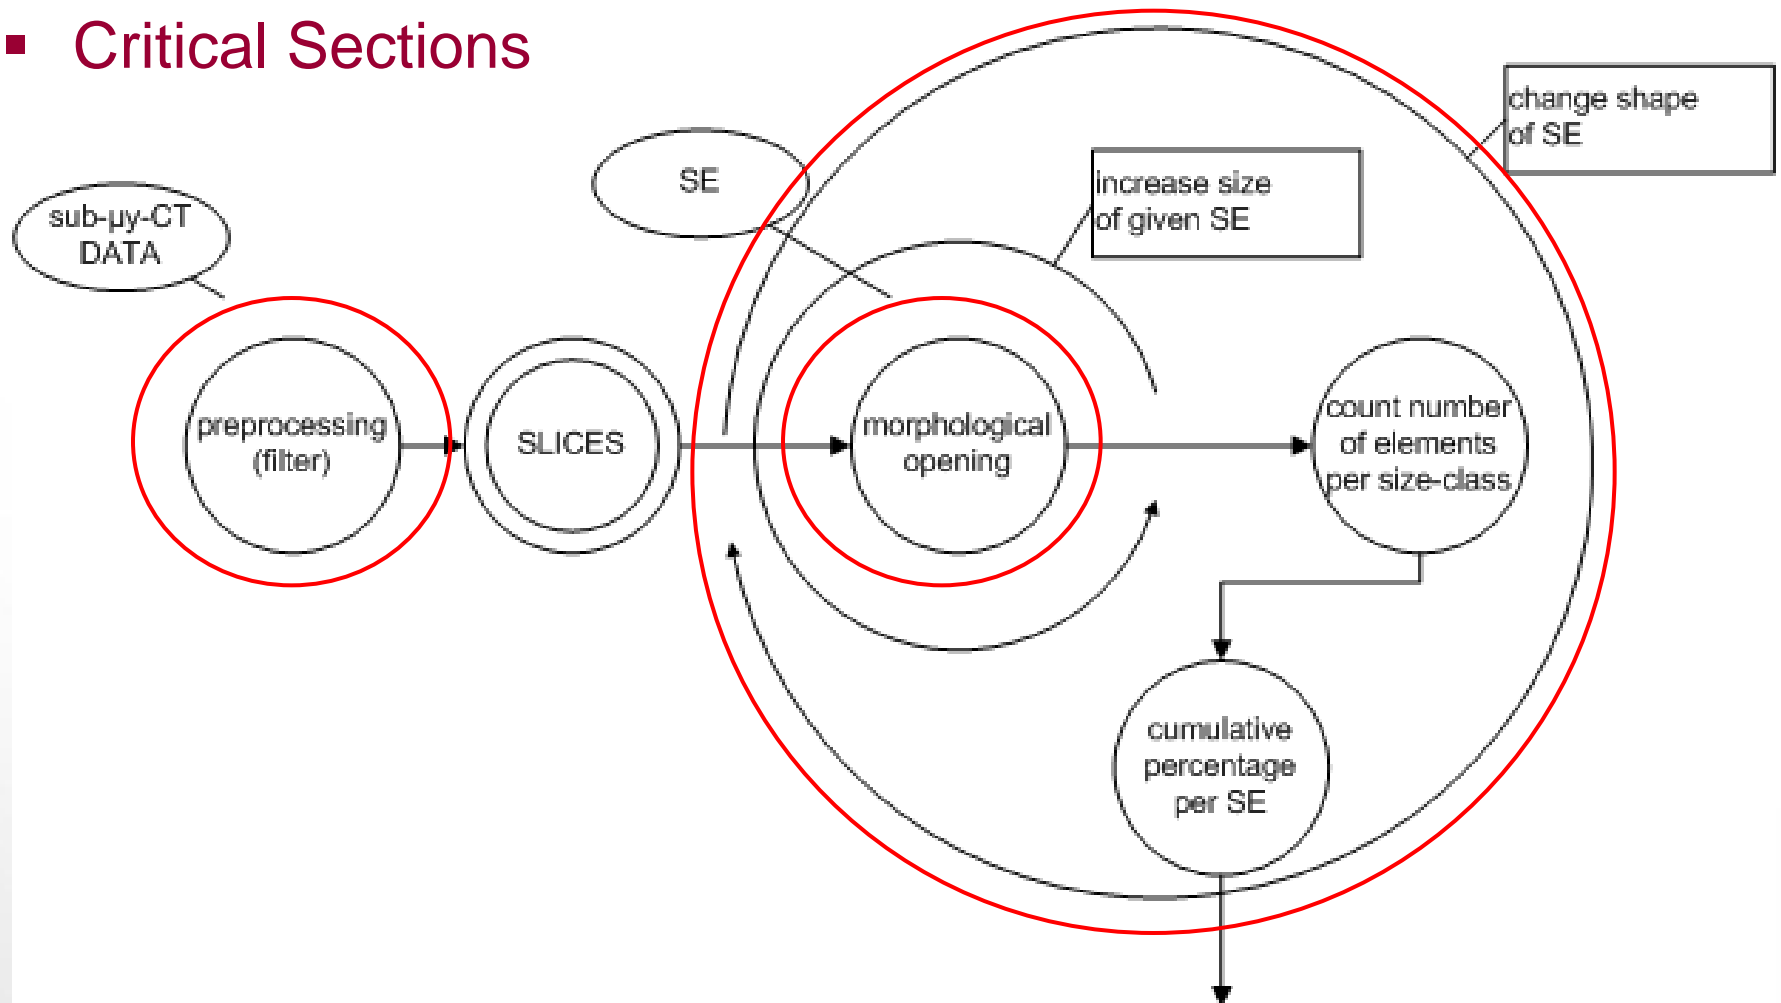 ▪ Critical Sections
change shape
of SE
SE
increase size
of given SE
sub-µy-CT
DATA
preprocessing
(filter)
SLICES
morphological
opening
count number
of elements
per size-class
cumulative
percentage
per SE